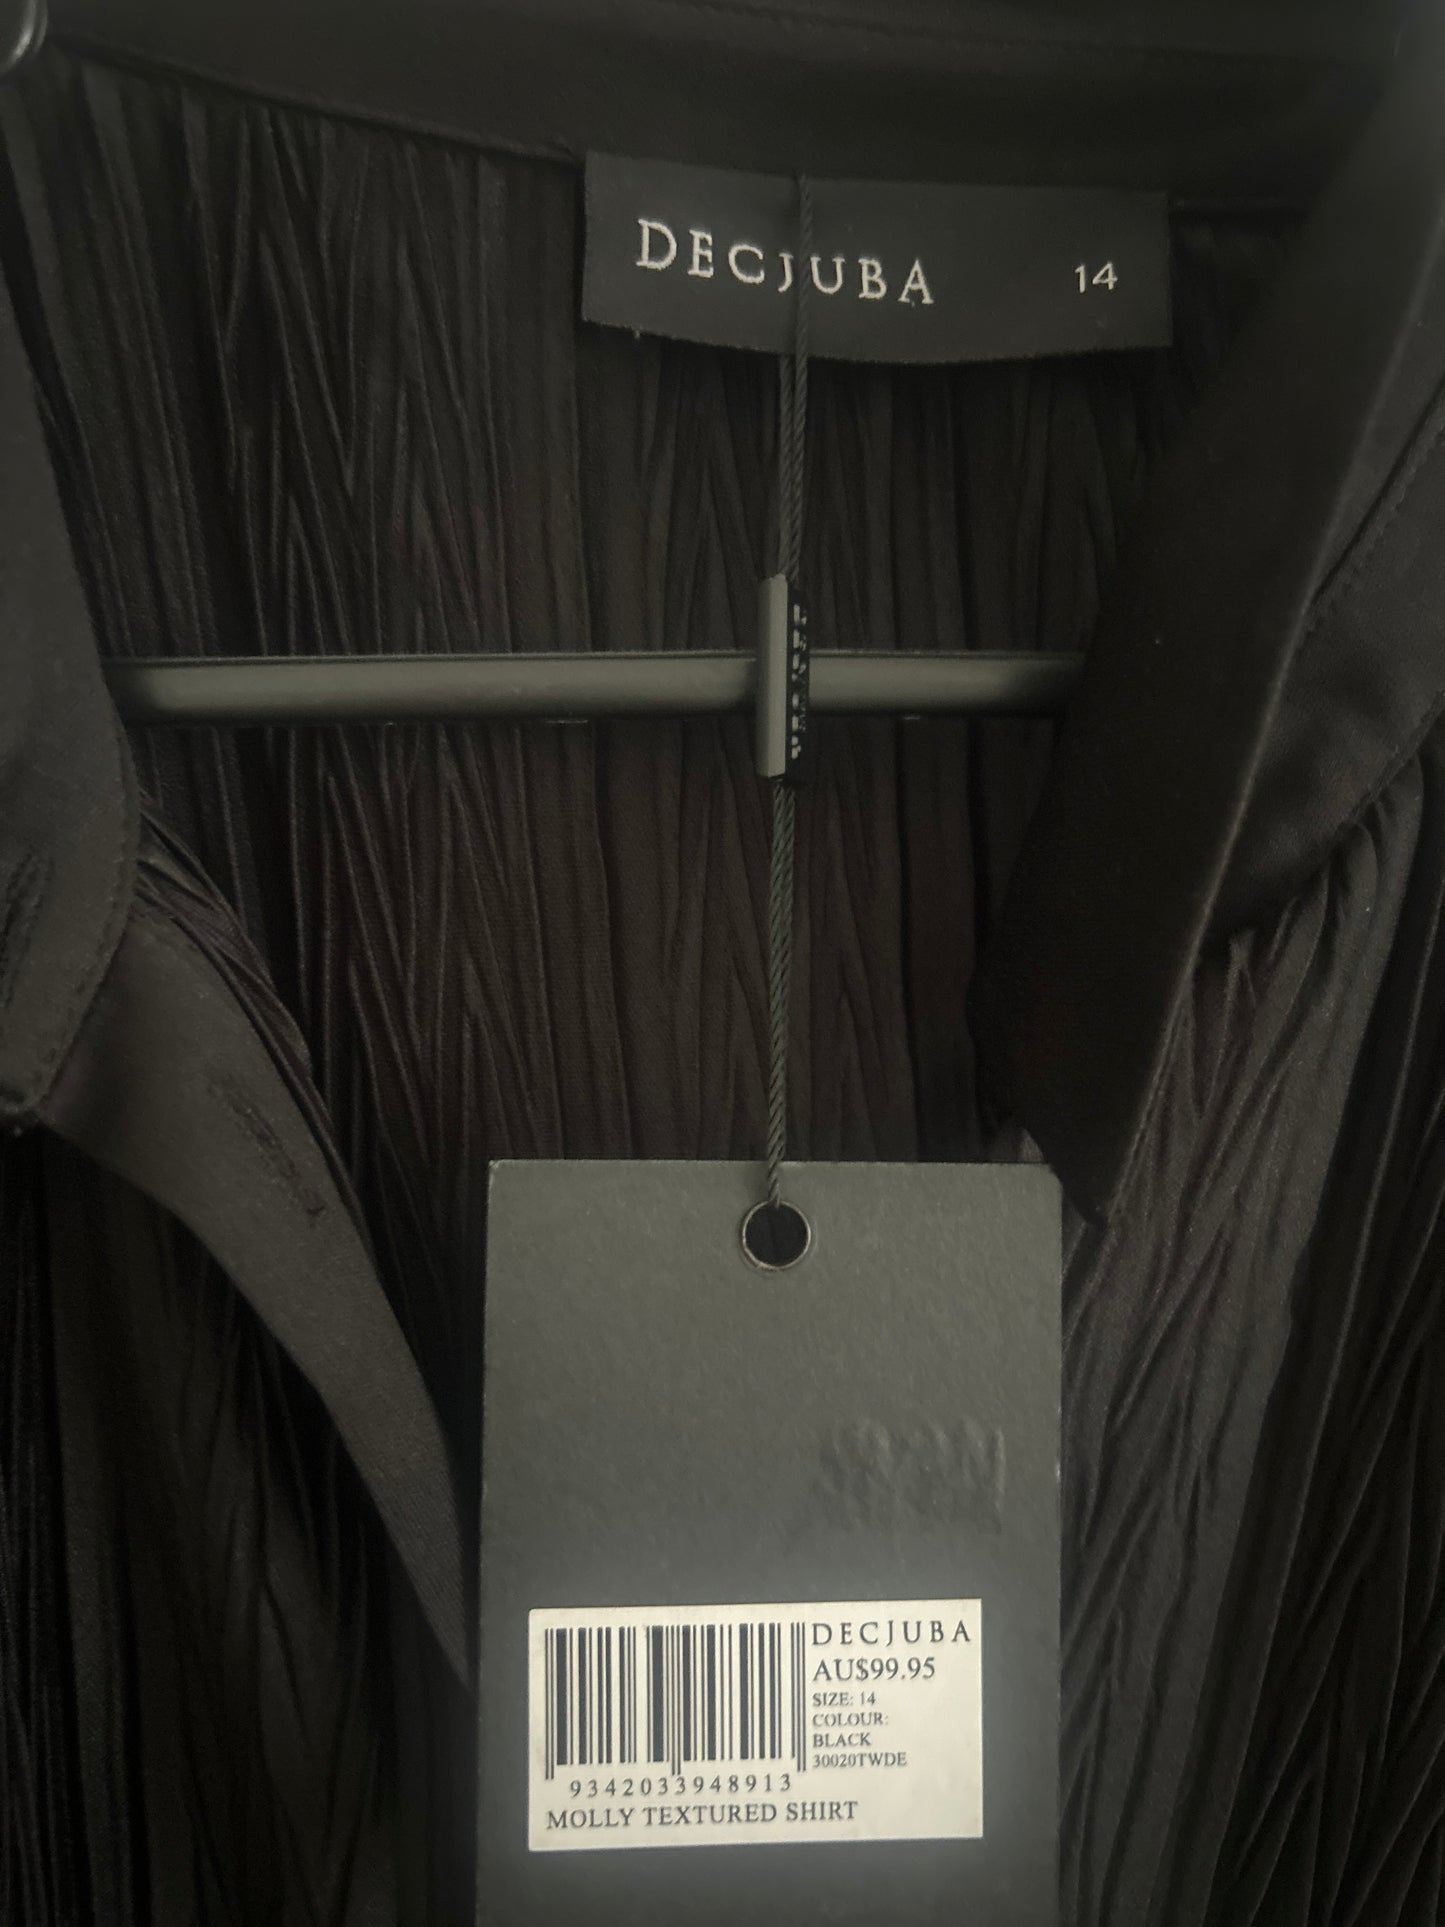 DECJUBA 14
DECJUBA
AU$99.95
SIZE: 14
COLOUR:
BLACK
30020TWDE
9342033948913
MOLLY TEXTURED SHIRT